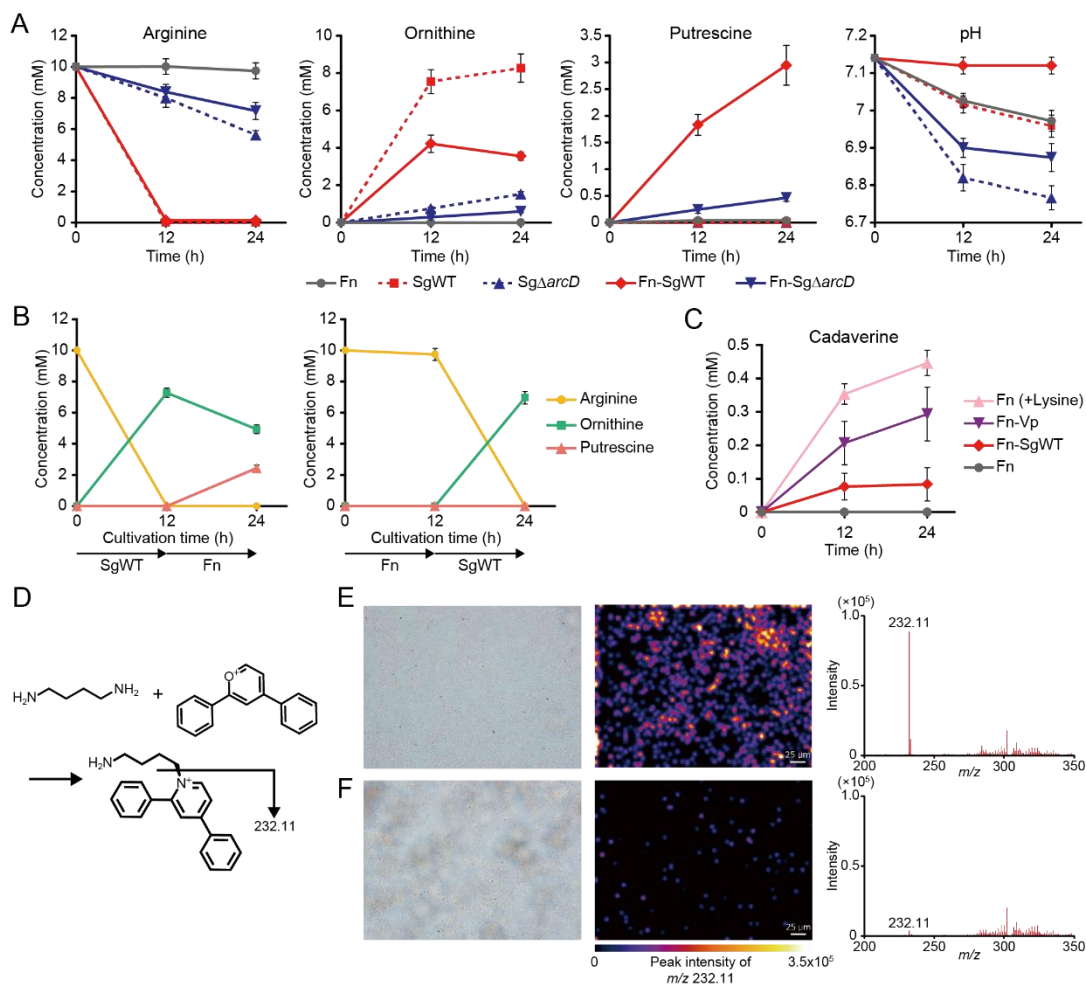 A
Arginine
Ornithine
Putrescine
pH
Concentration (mM)
12
10
8
6
4
2
0
0 12 24
Time (h)
Concentration (mM)
10
8
6
4
2
0
0 12 24
Time (h)
Concentration (mM)
3.5
3
2.5
2
1.5
1
0.5
0
0 12 24
Time (h)
Concentration (mM)
7.2
7.1
7
6.9
6.8
6.7
0 12 24
Time (h)
Fn SgWT SgΔarcD Fn-SgWT Fn-SgΔarcD
B
Concentration (mM)
12
10
8
6
4
2
0
0 12 24
Cultivation time (h)
SgWT Fn
Concentration (mM)
12
10
8
6
4
2
0
0 12 24
Cultivation time (h)
Fn SgWT
Arginine
Ornithine
Putrescine
C
Cadaverine
Concentration (mM)
0.5
0.4
0.3
0.2
0.1
0
0 12 24
Time (h)
Fn (+Lysine)
Fn-Vp
Fn-SgWT
Fn
D
H₂N NH₂ + O⁺
H₂N
N⁺
232.11
E
25 μm
(×10⁵)
1.0
0.5
0
Intensity
232.11
200 250 300 350
m/z
F
25 μm
0 Peak intensity of m/z 232.11 3.5x10⁵
(×10⁵)
1.0
0.5
0
Intensity
232.11
200 250 300 350
m/z